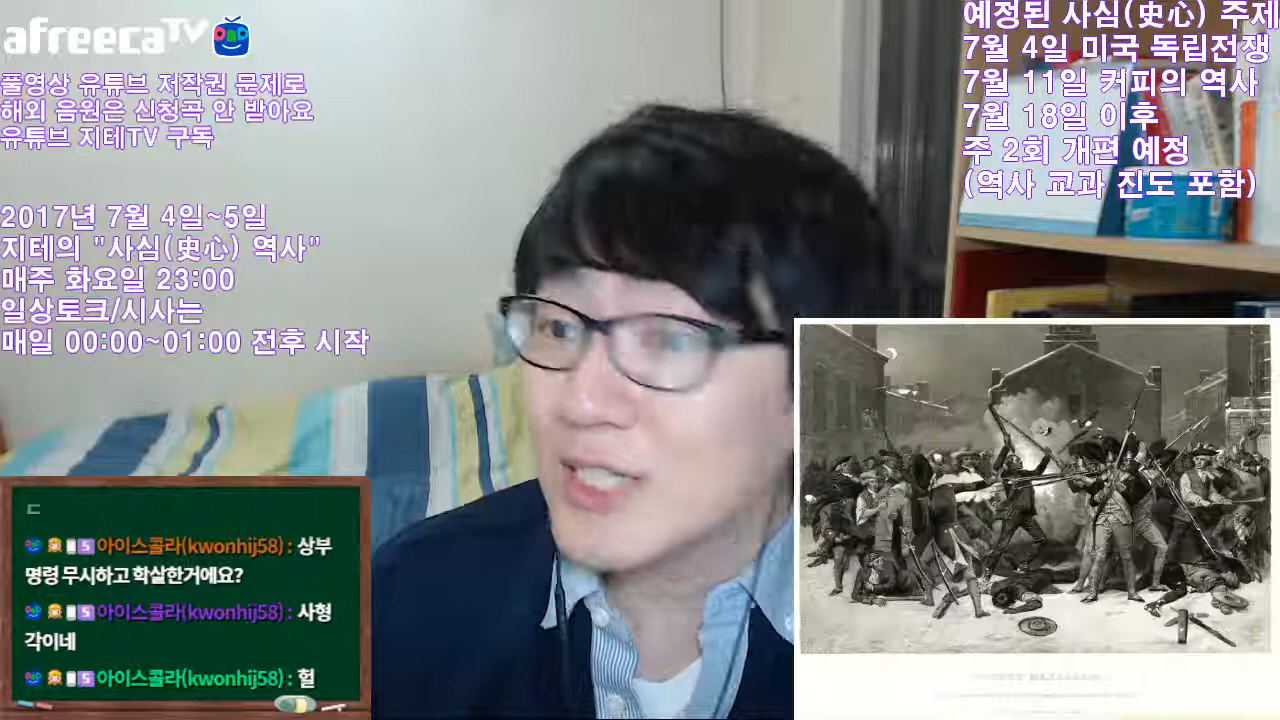 afreecaTV
풀영상 유튜브 저작권 문제로
해외 음원은 신청곡 안 받아요
유튜브 지테TV 구독
2017년 7월 4일~5일
지테의 "사심(史心) 역사"
매주 화요일 23:00
일상토크/시사는
매일 00:00~01:00 전후 시작
예정된 사심(史心) 주제
7월 4일 미국 독립전쟁
7월 11일 커피의 역사
7월 18일 이후
주 2회 개편 예정
(역사 교과 진도 포함)
ㄷ
5 아이스콜라(kwonhij58) : 상부
명령 무시하고 학살한거에요?
5 아이스콜라(kwonhij58) : 사형
각이네
5 아이스콜라(kwonhij58) : 헐